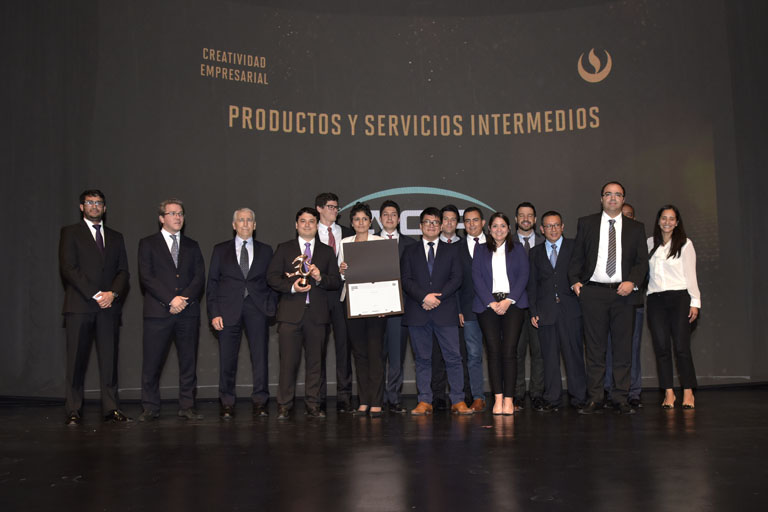 CREATIVIDAD
EMPRESARIAL
PRODUCTOS Y SERVICIOS INTERMEDIOS